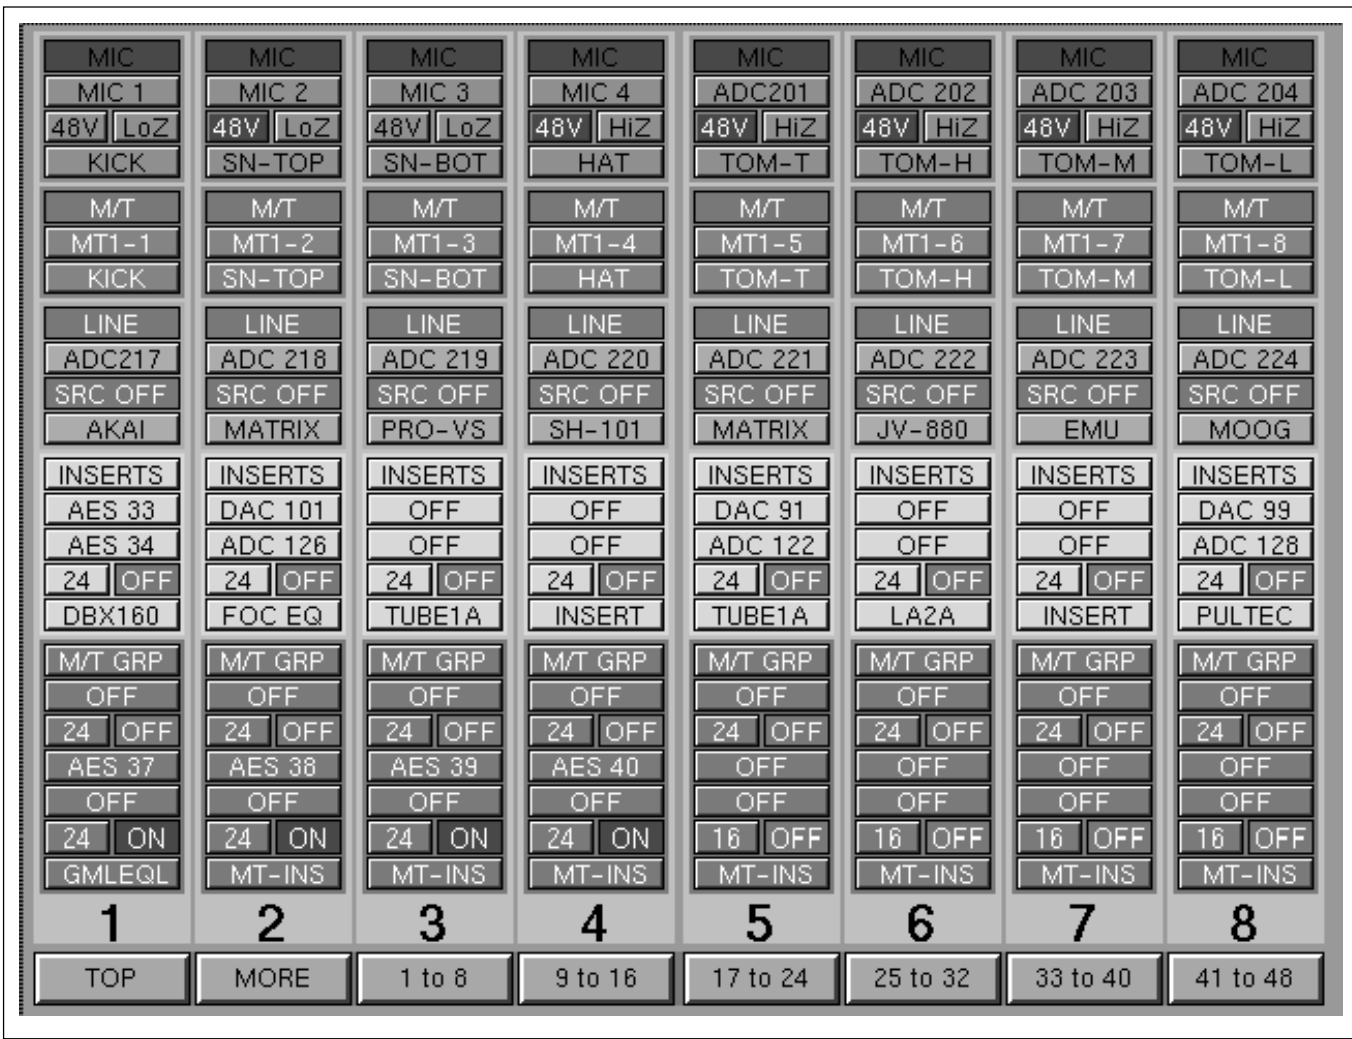 MIC MIC MIC MIC MIC MIC MIC MIC
MIC 1 MIC 2 MIC 3 MIC 4 ADC201 ADC 202 ADC 203 ADC 204
48V LoZ 48V LoZ 48V LoZ 48V HiZ 48V HiZ 48V HiZ 48V HiZ 48V HiZ
KICK SN-TOP SN-BOT HAT TOM-T TOM-H TOM-M TOM-L
M/T M/T M/T M/T M/T M/T M/T M/T
MT1-1 MT1-2 MT1-3 MT1-4 MT1-5 MT1-6 MT1-7 MT1-8
KICK SN-TOP SN-BOT HAT TOM-T TOM-H TOM-M TOM-L
LINE LINE LINE LINE LINE LINE LINE LINE
ADC217 ADC 218 ADC 219 ADC 220 ADC 221 ADC 222 ADC 223 ADC 224
SRC OFF SRC OFF SRC OFF SRC OFF SRC OFF SRC OFF SRC OFF SRC OFF
AKAI MATRIX PRO-VS SH-101 MATRIX JV-880 EMU MOOG
INSERTS INSERTS INSERTS INSERTS INSERTS INSERTS INSERTS INSERTS
AES 33 DAC 101 OFF OFF DAC 91 OFF OFF DAC 99
AES 34 ADC 126 OFF OFF ADC 122 OFF OFF ADC 128
24 OFF 24 OFF 24 OFF 24 OFF 24 OFF 24 OFF 24 OFF 24 OFF
DBX160 FOC EQ TUBE1A INSERT TUBE1A LA2A INSERT PULTEC
M/T GRP M/T GRP M/T GRP M/T GRP M/T GRP M/T GRP M/T GRP M/T GRP
OFF OFF OFF OFF OFF OFF OFF OFF
24 OFF 24 OFF 24 OFF 24 OFF 24 OFF 24 OFF 24 OFF 24 OFF
AES 37 AES 38 AES 39 AES 40 OFF OFF OFF OFF
OFF OFF OFF OFF OFF OFF OFF OFF
24 ON 24 ON 24 ON 24 ON 16 OFF 16 OFF 16 OFF 16 OFF
GMLEQL MT-INS MT-INS MT-INS MT-INS MT-INS MT-INS MT-INS
1 2 3 4 5 6 7 8
TOP MORE 1 to 8 9 to 16 17 to 24 25 to 32 33 to 40 41 to 48